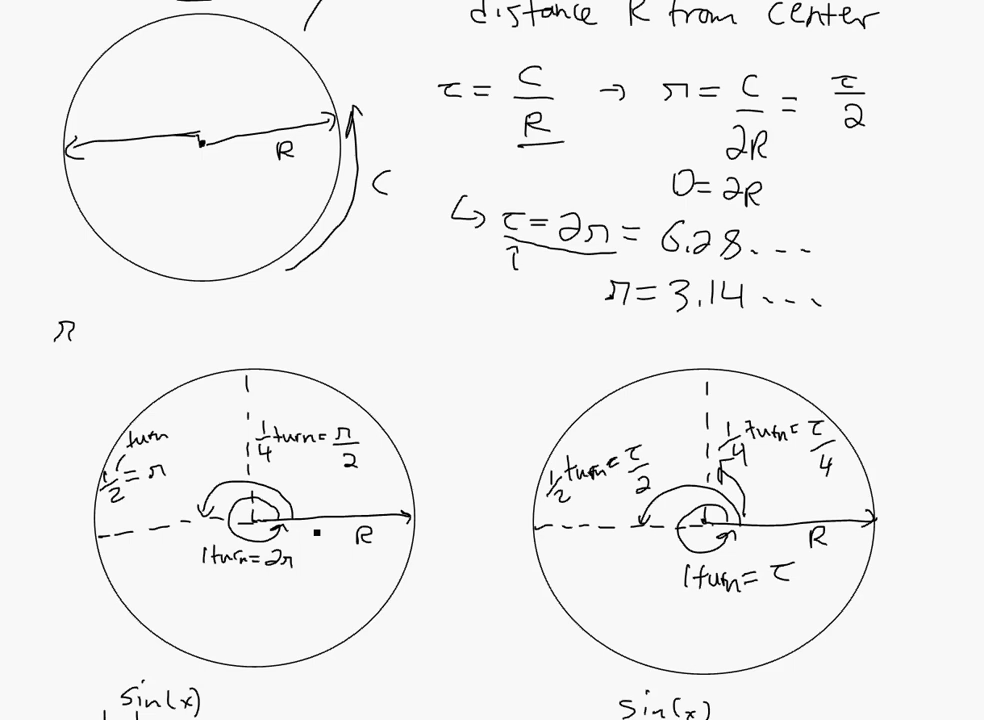 distance R from center
τ = C/R → π = C/2R = τ/2
R
C
D = 2R
↳ τ = 2π = 6.28....
↑
π = 3.14....
π
turn
1/4 turn = π/2
1/2 = π
R
1 turn = 2π
1/4 turn = τ/4
1/2 turn = τ/2
R
1 turn = τ
sin(x)
sin(x)